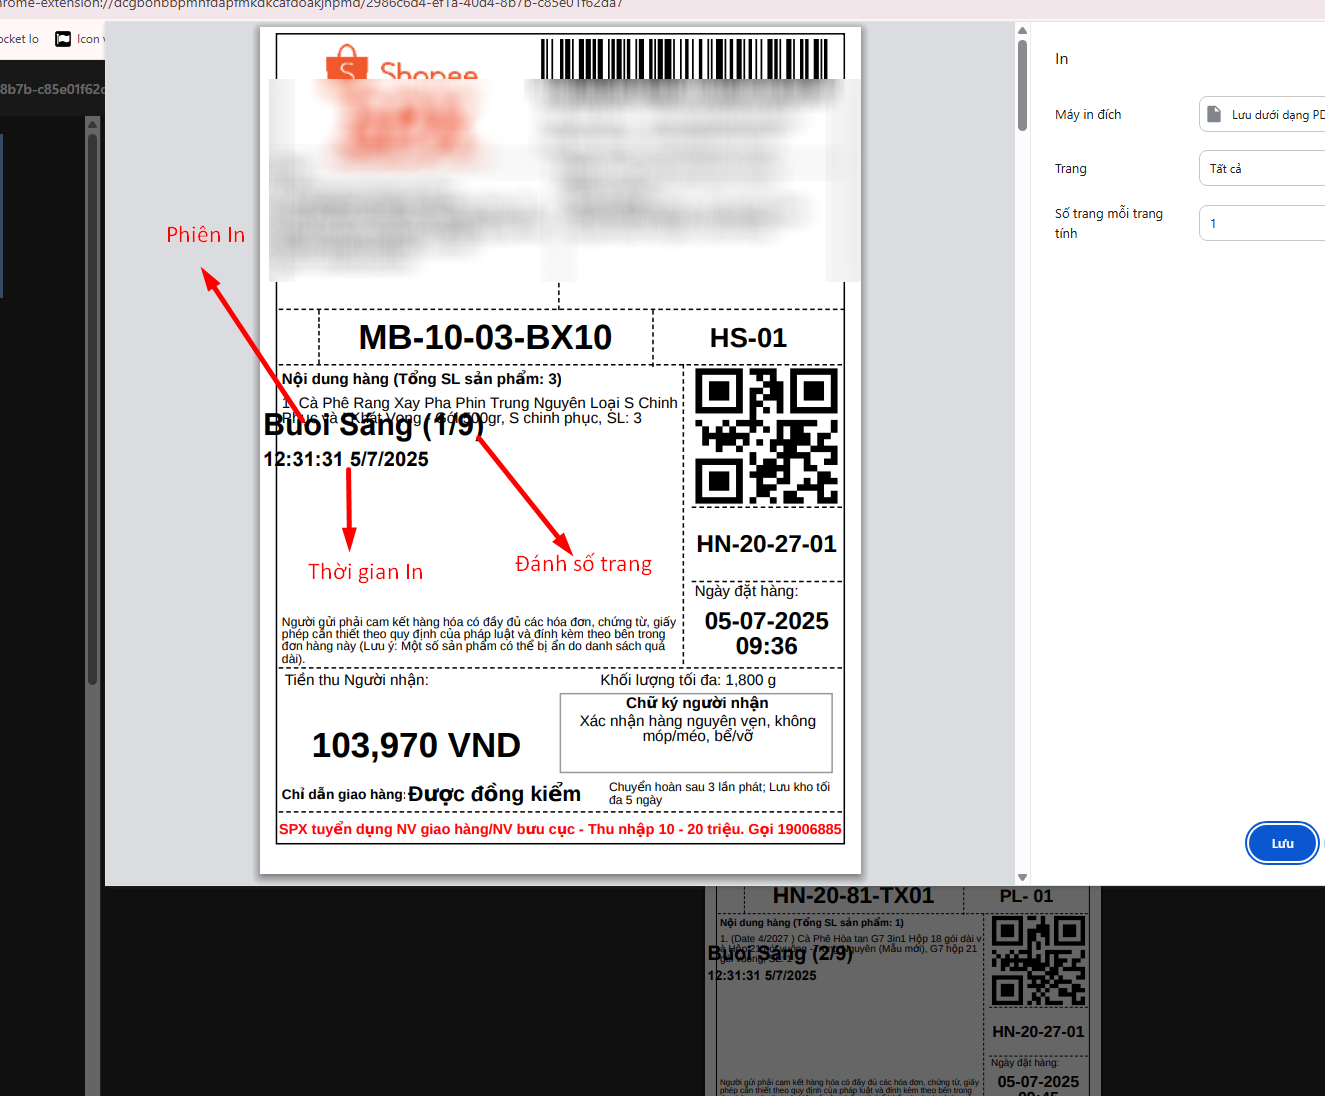 hrome-extension://dcgbonbbpmhfdapfmkdkcafdoakjnpmd/2986c6d4-ef1a-40d4-8b7b-c85e01f62da7
ocket lo
Icon
8b7b-c85e01f62
Shopee
In
Máy in đích
Lưu dưới dạng PD
Trang
Tất cả
Số trang mỗi trang
tính
1
Phiên In
MB-10-03-BX10
HS-01
Nội dung hàng (Tổng SL sản phẩm: 3)
1. Cà Phê Rang Xay Pha Phin Trung Nguyên Loại S Chinh
Phục và Khát Vọng - Gói 500gr, S chinh phục, SL: 3
Buoi Sang (1/9)
12:31:31 5/7/2025
Thời gian In
Đánh số trang
HN-20-27-01
Ngày đặt hàng:
05-07-2025
09:36
Người gửi phải cam kết hàng hóa có đầy đủ các hóa đơn, chứng từ, giấy
phép cần thiết theo quy định của pháp luật và đính kèm theo bên trong
đơn hàng này (Lưu ý: Một số sản phẩm có thể bị ẩn do danh sách quá
dài).
Tiền thu Người nhận:
Khối lượng tối đa: 1,800 g
103,970 VND
Chữ ký người nhận
Xác nhận hàng nguyên vẹn, không
móp/méo, bể/vỡ
Chỉ dẫn giao hàng: Được đồng kiểm
Chuyển hoàn sau 3 lần phát; Lưu kho tối
đa 5 ngày
SPX tuyển dụng NV giao hàng/NV bưu cục - Thu nhập 10 - 20 triệu. Gọi 19006885
Lưu
HN-20-81-TX01
PL- 01
Nội dung hàng (Tổng SL sản phẩm: 1)
1. (Date 4/2027 ) Cà Phê Hòa tan G7 3in1 Hộp 18 gói dài v
à Hộp 21 gói vuông - Trung Nguyên (Mẫu mới), G7 hộp 21
gói vuông, SL: 1
Buoi Sang (2/9)
12:31:31 5/7/2025
HN-20-27-01
Ngày đặt hàng:
05-07-2025
Người gửi phải cam kết hàng hóa có đầy đủ các hóa đơn, chứng từ, giấy
phép cần thiết theo quy định của pháp luật và đính kèm theo bên trong